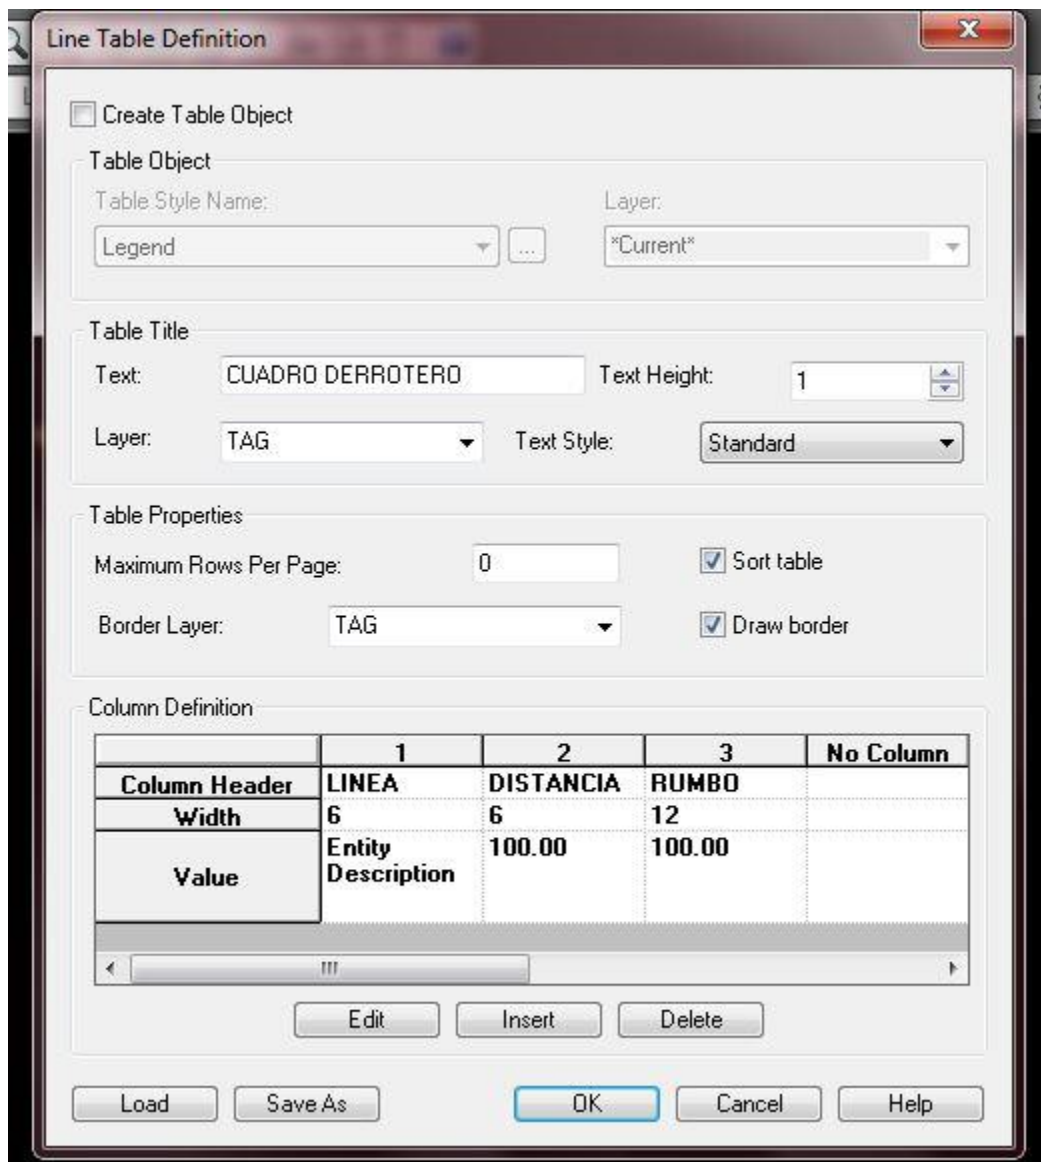 Line Table Definition
Create Table Object
Table Object
Table Style Name:
Layer:
Legend
...
*Current*
Table Title
Text:
CUADRO DERROTERO
Text Height:
1
Layer:
TAG
Text Style:
Standard
Table Properties
Maximum Rows Per Page:
0
Sort table
Border Layer:
TAG
Draw border
Column Definition
1 2 3 No Column
Column Header LINEA DISTANCIA RUMBO
Width 6 6 12
Value Entity Description 100.00 100.00
Edit Insert Delete
Load Save As OK Cancel Help